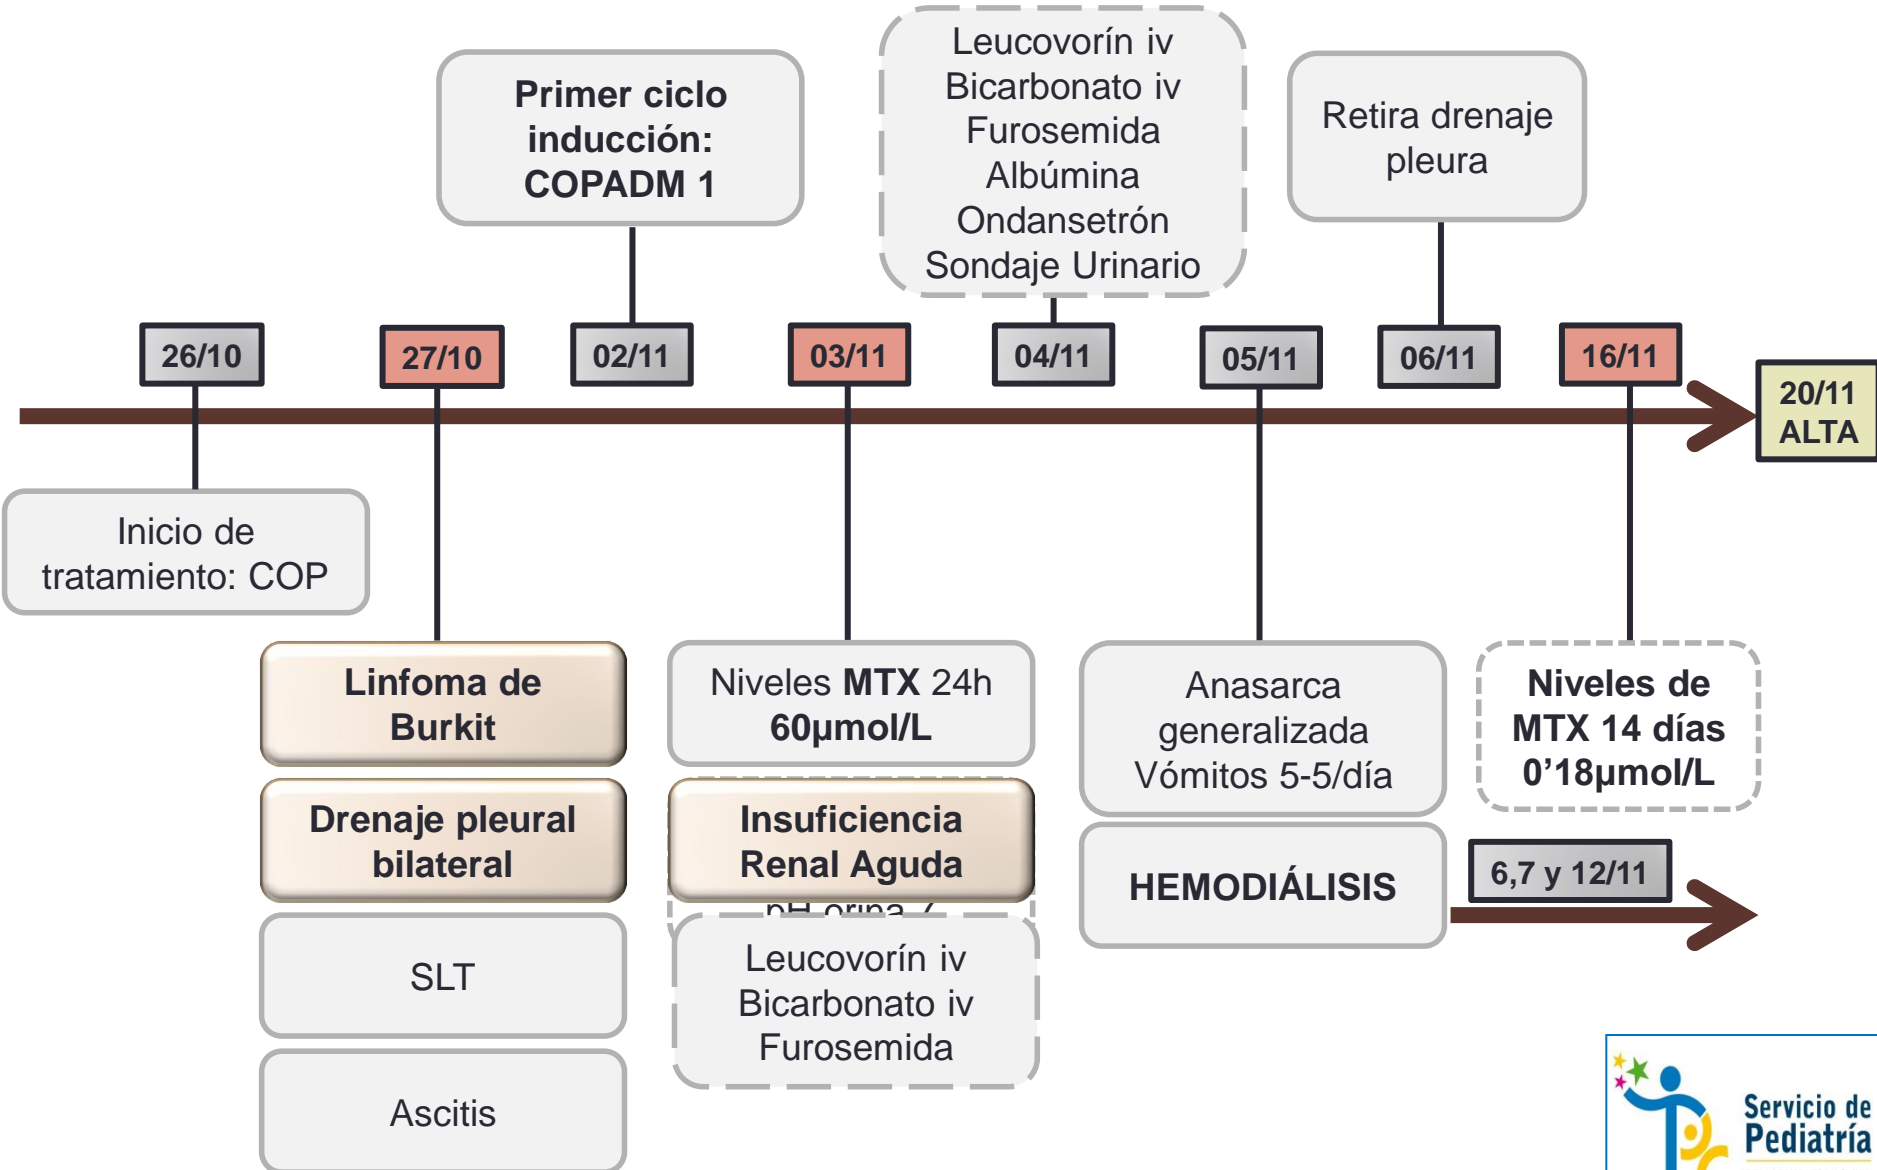 Primer ciclo
inducción:
COPADM 1
Leucovorín iv
Bicarbonato iv
Furosemida
Albúmina
Ondansetrón
Sondaje Urinario
Retira drenaje
pleura
26/10
27/10
02/11
03/11
04/11
05/11
06/11
16/11
20/11
ALTA
Inicio de
tratamiento: COP
Linfoma de
Burkit
Drenaje pleural
bilateral
SLT
Ascitis
Niveles MTX 24h
60µmol/L
Insuficiencia
Renal Aguda
pH orina 7
Leucovorín iv
Bicarbonato iv
Furosemida
Anasarca
generalizada
Vómitos 5-5/día
HEMODIÁLISIS
6,7 y 12/11
Niveles de
MTX 14 días
0'18µmol/L
Servicio de
Pediatría